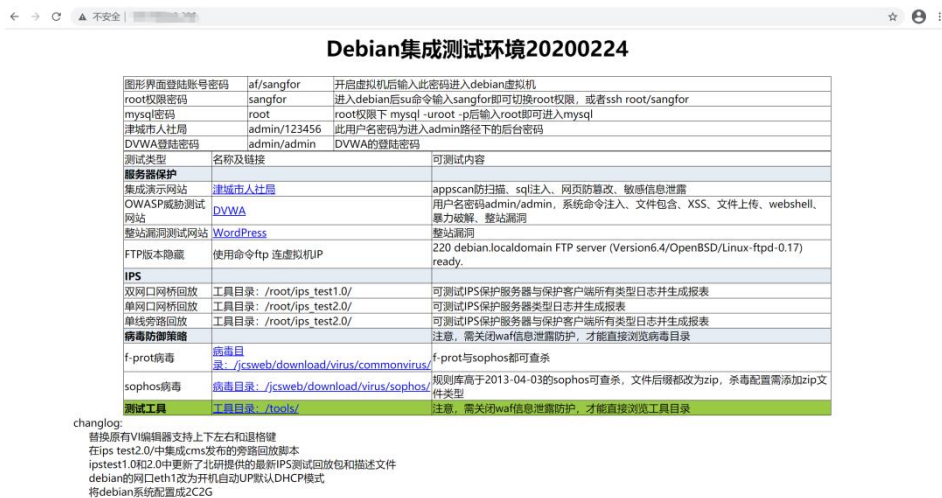 不安全
Debian集成测试环境20200224
图形界面登陆账号密码 af/sangfor 开启虚拟机后输入此密码进入debian虚拟机
root权限密码 sangfor 进入debian后su命令输入sangfor即可切换root权限，或者ssh root/sangfor
mysql密码 root root权限下 mysql -uroot -p后输入root即可进入mysql
津城市人社局 admin/123456 此用户名密码为进入admin路径下的后台密码
DVWA登陆密码 admin/admin DVWA的登陆密码
测试类型 名称及链接 可测试内容
服务器保护
集成演示网站 津城市人社局 appscan防扫描、sql注入、网页防篡改、敏感信息泄露
OWASP威胁测试网站 DVWA 用户名密码admin/admin，系统命令注入、文件包含、XSS、文件上传、webshell、暴力破解、整站漏洞
整站漏洞测试网站 WordPress 整站漏洞
FTP版本隐藏 使用命令ftp 连虚拟机IP 220 debian.localdomain FTP server (Version6.4/OpenBSD/Linux-ftpd-0.17) ready.
IPS
双网口网桥回放 工具目录：/root/ips_test1.0/ 可测试IPS保护服务器与保护客户端所有类型日志并生成报表
单网口网桥回放 工具目录：/root/ips_test2.0/ 可测试IPS保护服务器类型日志并生成报表
单线旁路回放 工具目录：/root/ips_test2.0/ 可测试IPS保护服务器与保护客户端所有类型日志并生成报表
病毒防御策略 注意，需关闭waf信息泄露防护，才能直接浏览病毒目录
f-prot病毒 病毒目录：/jcsweb/download/virus/commonvirus/ f-prot与sophos都可查杀
sophos病毒 病毒目录：/jcsweb/download/virus/sophos/ 规则库高于2013-04-03的sophos可查杀，文件后缀都改为zip，杀毒配置需添加zip文件类型
测试工具 工具目录：/tools/ 注意，需关闭waf信息泄露防护，才能直接浏览工具目录
changlog:
替换原有VI编辑器支持上下左右和退格键
在ips test2.0/中集成cms发布的旁路回放脚本
ipstest1.0和2.0中更新了北研提供的最新IPS测试回放包和描述文件
debian的网口eth1改为开机自动UP默认DHCP模式
将debian系统配置成2C2G